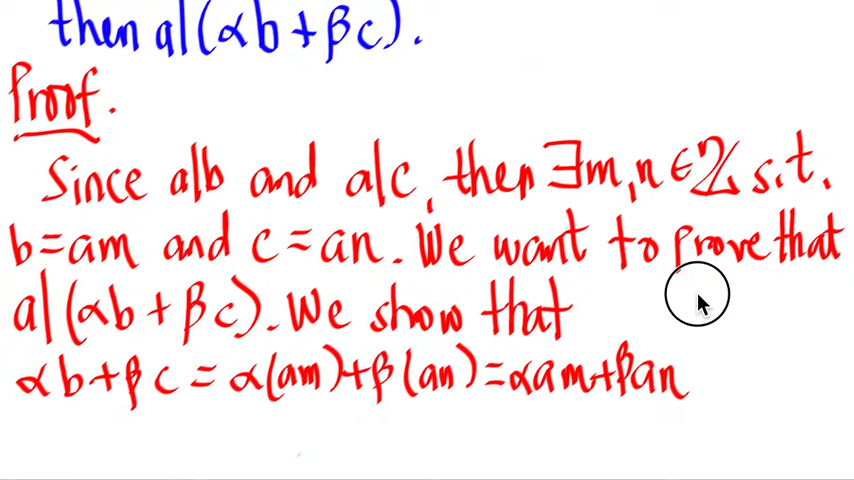 then a|(αb+βc).
Proof.
Since a|b and a|c, then ∃m,n∈ℤ s.t.
b=am and c=an. We want to prove that
a|(αb+βc). We show that
αb+βc=α(am)+β(an)=αam+βan